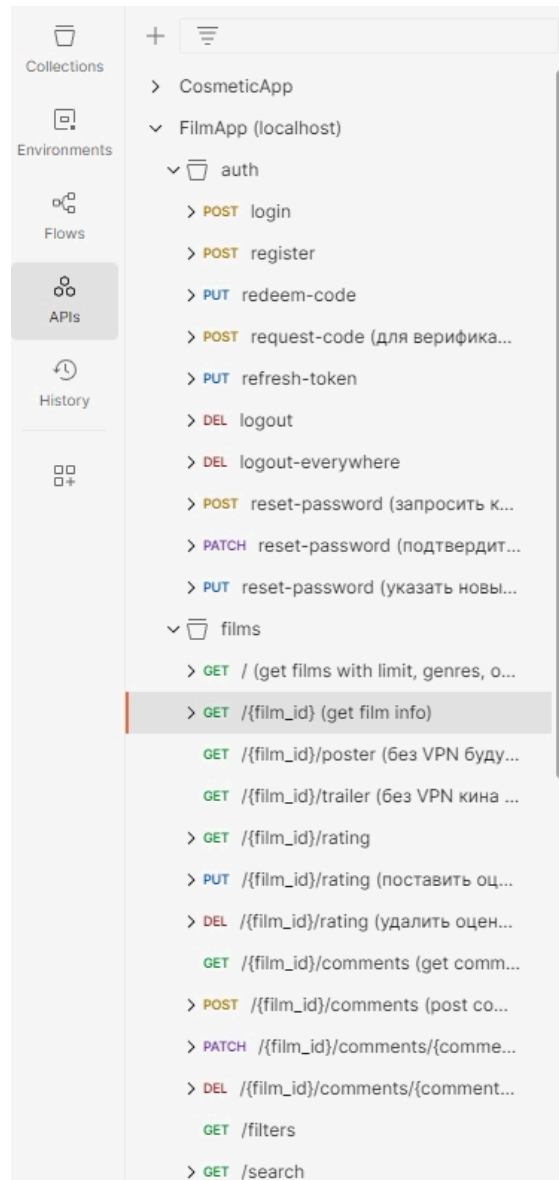 Collections
Environments
Flows
APIs
History
CosmeticApp
FilmApp (localhost)
auth
POST login
POST register
PUT redeem-code
POST request-code (для верифика...
PUT refresh-token
DEL logout
DEL logout-everywhere
POST reset-password (запросить к...
PATCH reset-password (подтвердит...
PUT reset-password (указать новы...
films
GET / (get films with limit, genres, o...
GET /{film_id} (get film info)
GET /{film_id}/poster (без VPN буду...
GET /{film_id}/trailer (без VPN кина ...
GET /{film_id}/rating
PUT /{film_id}/rating (поставить оц...
DEL /{film_id}/rating (удалить оцен...
GET /{film_id}/comments (get comm...
POST /{film_id}/comments (post co...
PATCH /{film_id}/comments/{comme...
DEL /{film_id}/comments/{comment...
GET /filters
GET /search